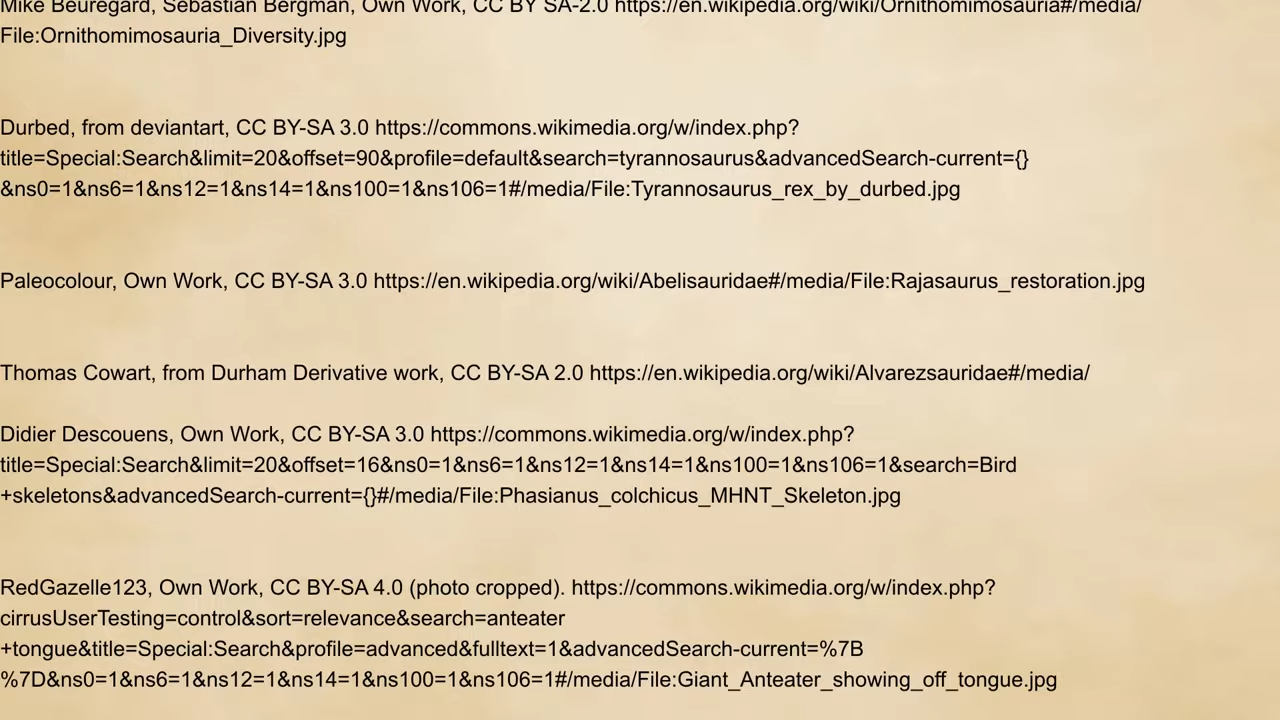 Mike Beuregard, Sebastian Bergman, Own Work, CC BY SA-2.0 https://en.wikipedia.org/wiki/Ornithomimosauria#/media/
File:Ornithomimosauria_Diversity.jpg
Durbed, from deviantart, CC BY-SA 3.0 https://commons.wikimedia.org/w/index.php?
title=Special:Search&limit=20&offset=90&profile=default&search=tyrannosaurus&advancedSearch-current={}
&ns0=1&ns6=1&ns12=1&ns14=1&ns100=1&ns106=1#/media/File:Tyrannosaurus_rex_by_durbed.jpg
Paleocolour, Own Work, CC BY-SA 3.0 https://en.wikipedia.org/wiki/Abelisauridae#/media/File:Rajasaurus_restoration.jpg
Thomas Cowart, from Durham Derivative work, CC BY-SA 2.0 https://en.wikipedia.org/wiki/Alvarezsauridae#/media/
Didier Descouens, Own Work, CC BY-SA 3.0 https://commons.wikimedia.org/w/index.php?
title=Special:Search&limit=20&offset=16&ns0=1&ns6=1&ns12=1&ns14=1&ns100=1&ns106=1&search=Bird
+skeletons&advancedSearch-current={}#/media/File:Phasianus_colchicus_MHNT_Skeleton.jpg
RedGazelle123, Own Work, CC BY-SA 4.0 (photo cropped). https://commons.wikimedia.org/w/index.php?
cirrusUserTesting=control&sort=relevance&search=anteater
+tongue&title=Special:Search&profile=advanced&fulltext=1&advancedSearch-current=%7B
%7D&ns0=1&ns6=1&ns12=1&ns14=1&ns100=1&ns106=1#/media/File:Giant_Anteater_showing_off_tongue.jpg